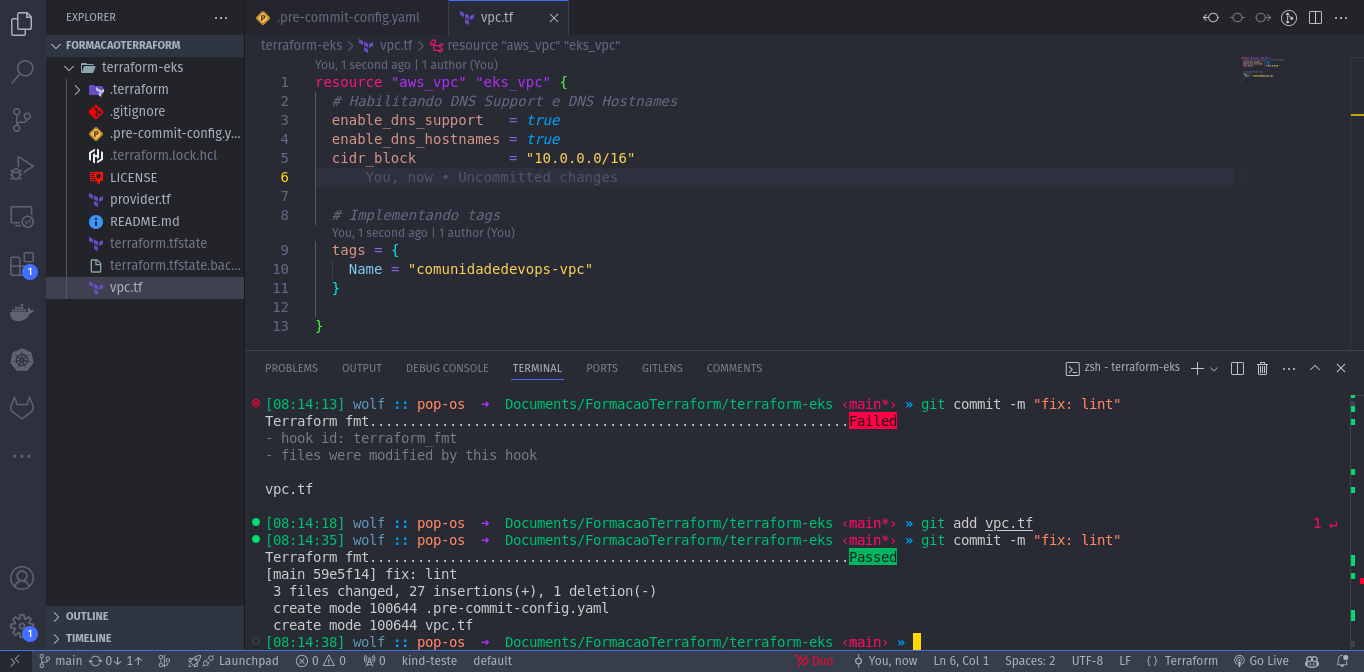 EXPLORER
FORMACAOTERRAFORM
terraform-eks
.terraform
.gitignore
.pre-commit-config.y...
.terraform.lock.hcl
LICENSE
provider.tf
README.md
terraform.tfstate
terraform.tfstate.bac...
vpc.tf
OUTLINE
TIMELINE
1
1
.pre-commit-config.yaml
vpc.tf
terraform-eks > vpc.tf > resource "aws_vpc" "eks_vpc"
You, 1 second ago | 1 author (You)
1 resource "aws_vpc" "eks_vpc" {
2 # Habilitando DNS Support e DNS Hostnames
3 enable_dns_support = true
4 enable_dns_hostnames = true
5 cidr_block = "10.0.0.0/16"
6 You, now • Uncommitted changes
7
8 # Implementando tags
You, 1 second ago | 1 author (You)
9 tags = {
10 Name = "comunidadedevops-vpc"
11 }
12
13 }
PROBLEMS OUTPUT DEBUG CONSOLE TERMINAL PORTS GITLENS COMMENTS
zsh - terraform-eks
[08:14:13] wolf :: pop-os ➜ Documents/FormacaoTerraform/terraform-eks ‹main*› » git commit -m "fix: lint"
Terraform fmt............................................................Failed
- hook id: terraform_fmt
- files were modified by this hook
vpc.tf
[08:14:18] wolf :: pop-os ➜ Documents/FormacaoTerraform/terraform-eks ‹main*› » git add vpc.tf 1 ↵
[08:14:35] wolf :: pop-os ➜ Documents/FormacaoTerraform/terraform-eks ‹main*› » git commit -m "fix: lint"
Terraform fmt............................................................Passed
[main 59e5f14] fix: lint
3 files changed, 27 insertions(+), 1 deletion(-)
create mode 100644 .pre-commit-config.yaml
create mode 100644 vpc.tf
[08:14:38] wolf :: pop-os ➜ Documents/FormacaoTerraform/terraform-eks ‹main› »
main 0↓ 1↑ Launchpad 0 0 0 kind-teste default Duo You, now Ln 6, Col 1 Spaces: 2 UTF-8 LF { } Terraform Go Live